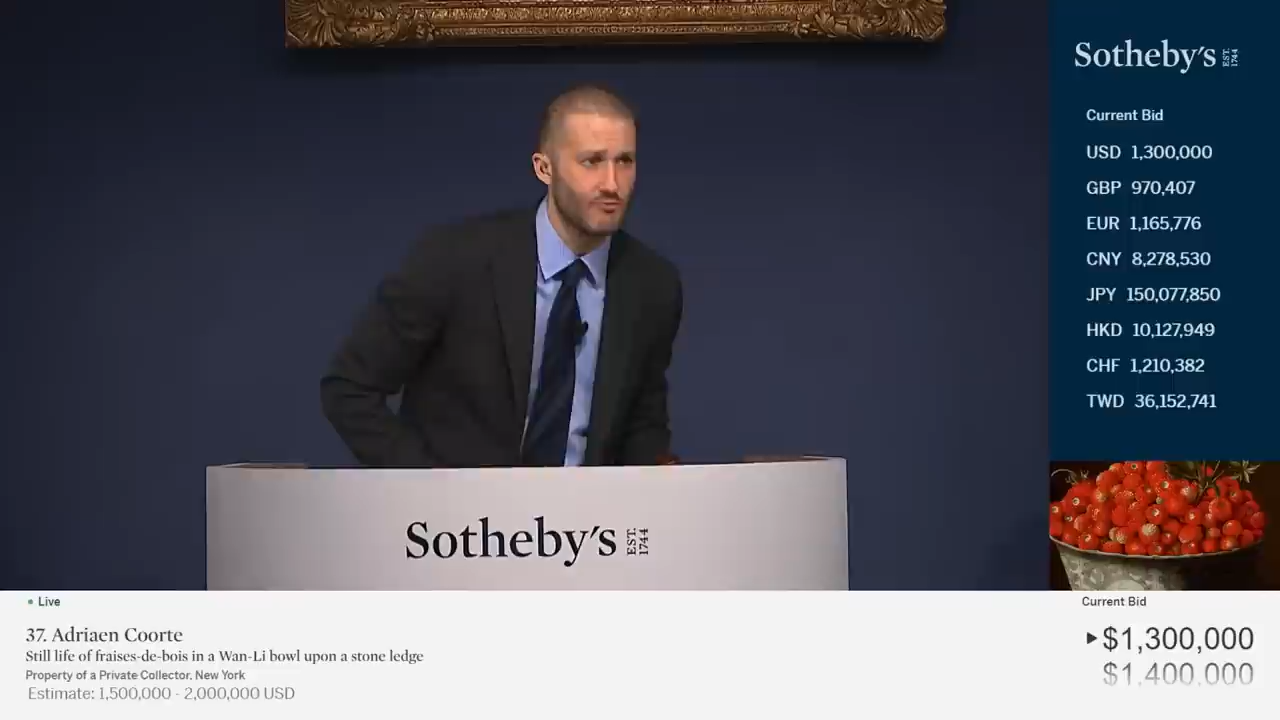 Sotheby's EST. 1744
Current Bid
USD 1,300,000
GBP 970,407
EUR 1,165,776
CNY 8,278,530
JPY 150,077,850
HKD 10,127,949
CHF 1,210,382
TWD 36,152,741
Sotheby's EST. 1744
• Live
37. Adriaen Coorte
Still life of fraises-de-bois in a Wan-Li bowl upon a stone ledge
Property of a Private Collector, New York
Estimate: 1,500,000 - 2,000,000 USD
Current Bid
$1,300,000
$1,400,000